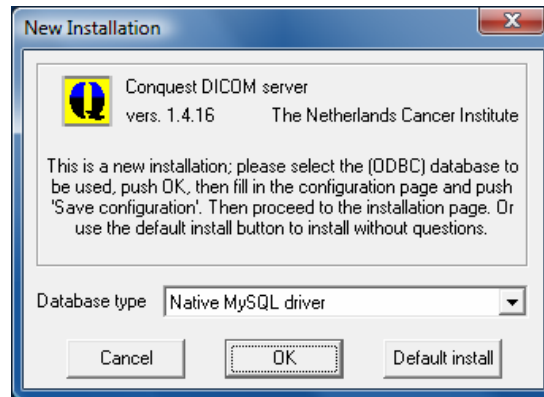 New Installation
Conquest DICOM server
vers. 1.4.16 The Netherlands Cancer Institute
This is a new installation; please select the (ODBC) database to
be used, push OK, then fill in the configuration page and push
'Save configuration'. Then proceed to the installation page. Or
use the default install button to install without questions.
Database type Native MySQL driver
Cancel OK Default install